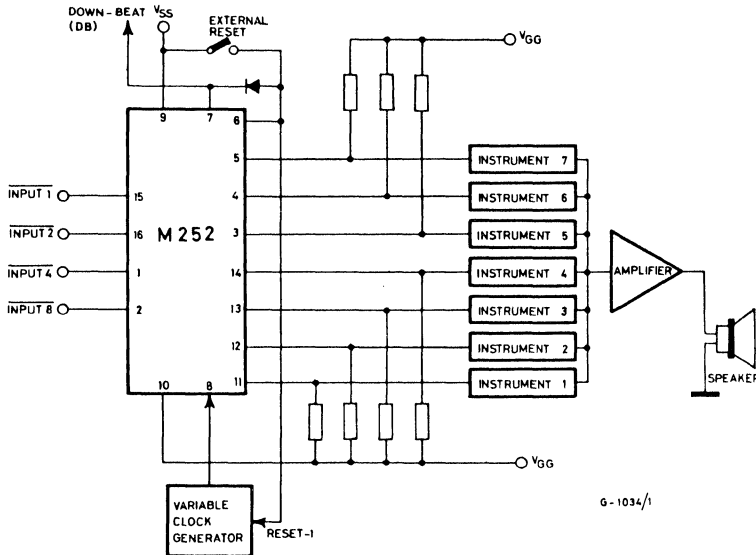 DOWN-BEAT
(DB)
VSS
EXTERNAL
RESET
VGG
9
7
6
5
INSTRUMENT 7
INPUT 1
15
4
INSTRUMENT 6
INPUT 2
16
M252
3
INSTRUMENT 5
INPUT 4
1
14
INSTRUMENT 4
AMPLIFIER
INPUT 8
2
13
INSTRUMENT 3
12
INSTRUMENT 2
SPEAKER
10
8
11
INSTRUMENT 1
VGG
VARIABLE
CLOCK
GENERATOR
RESET-1
G-1034/1